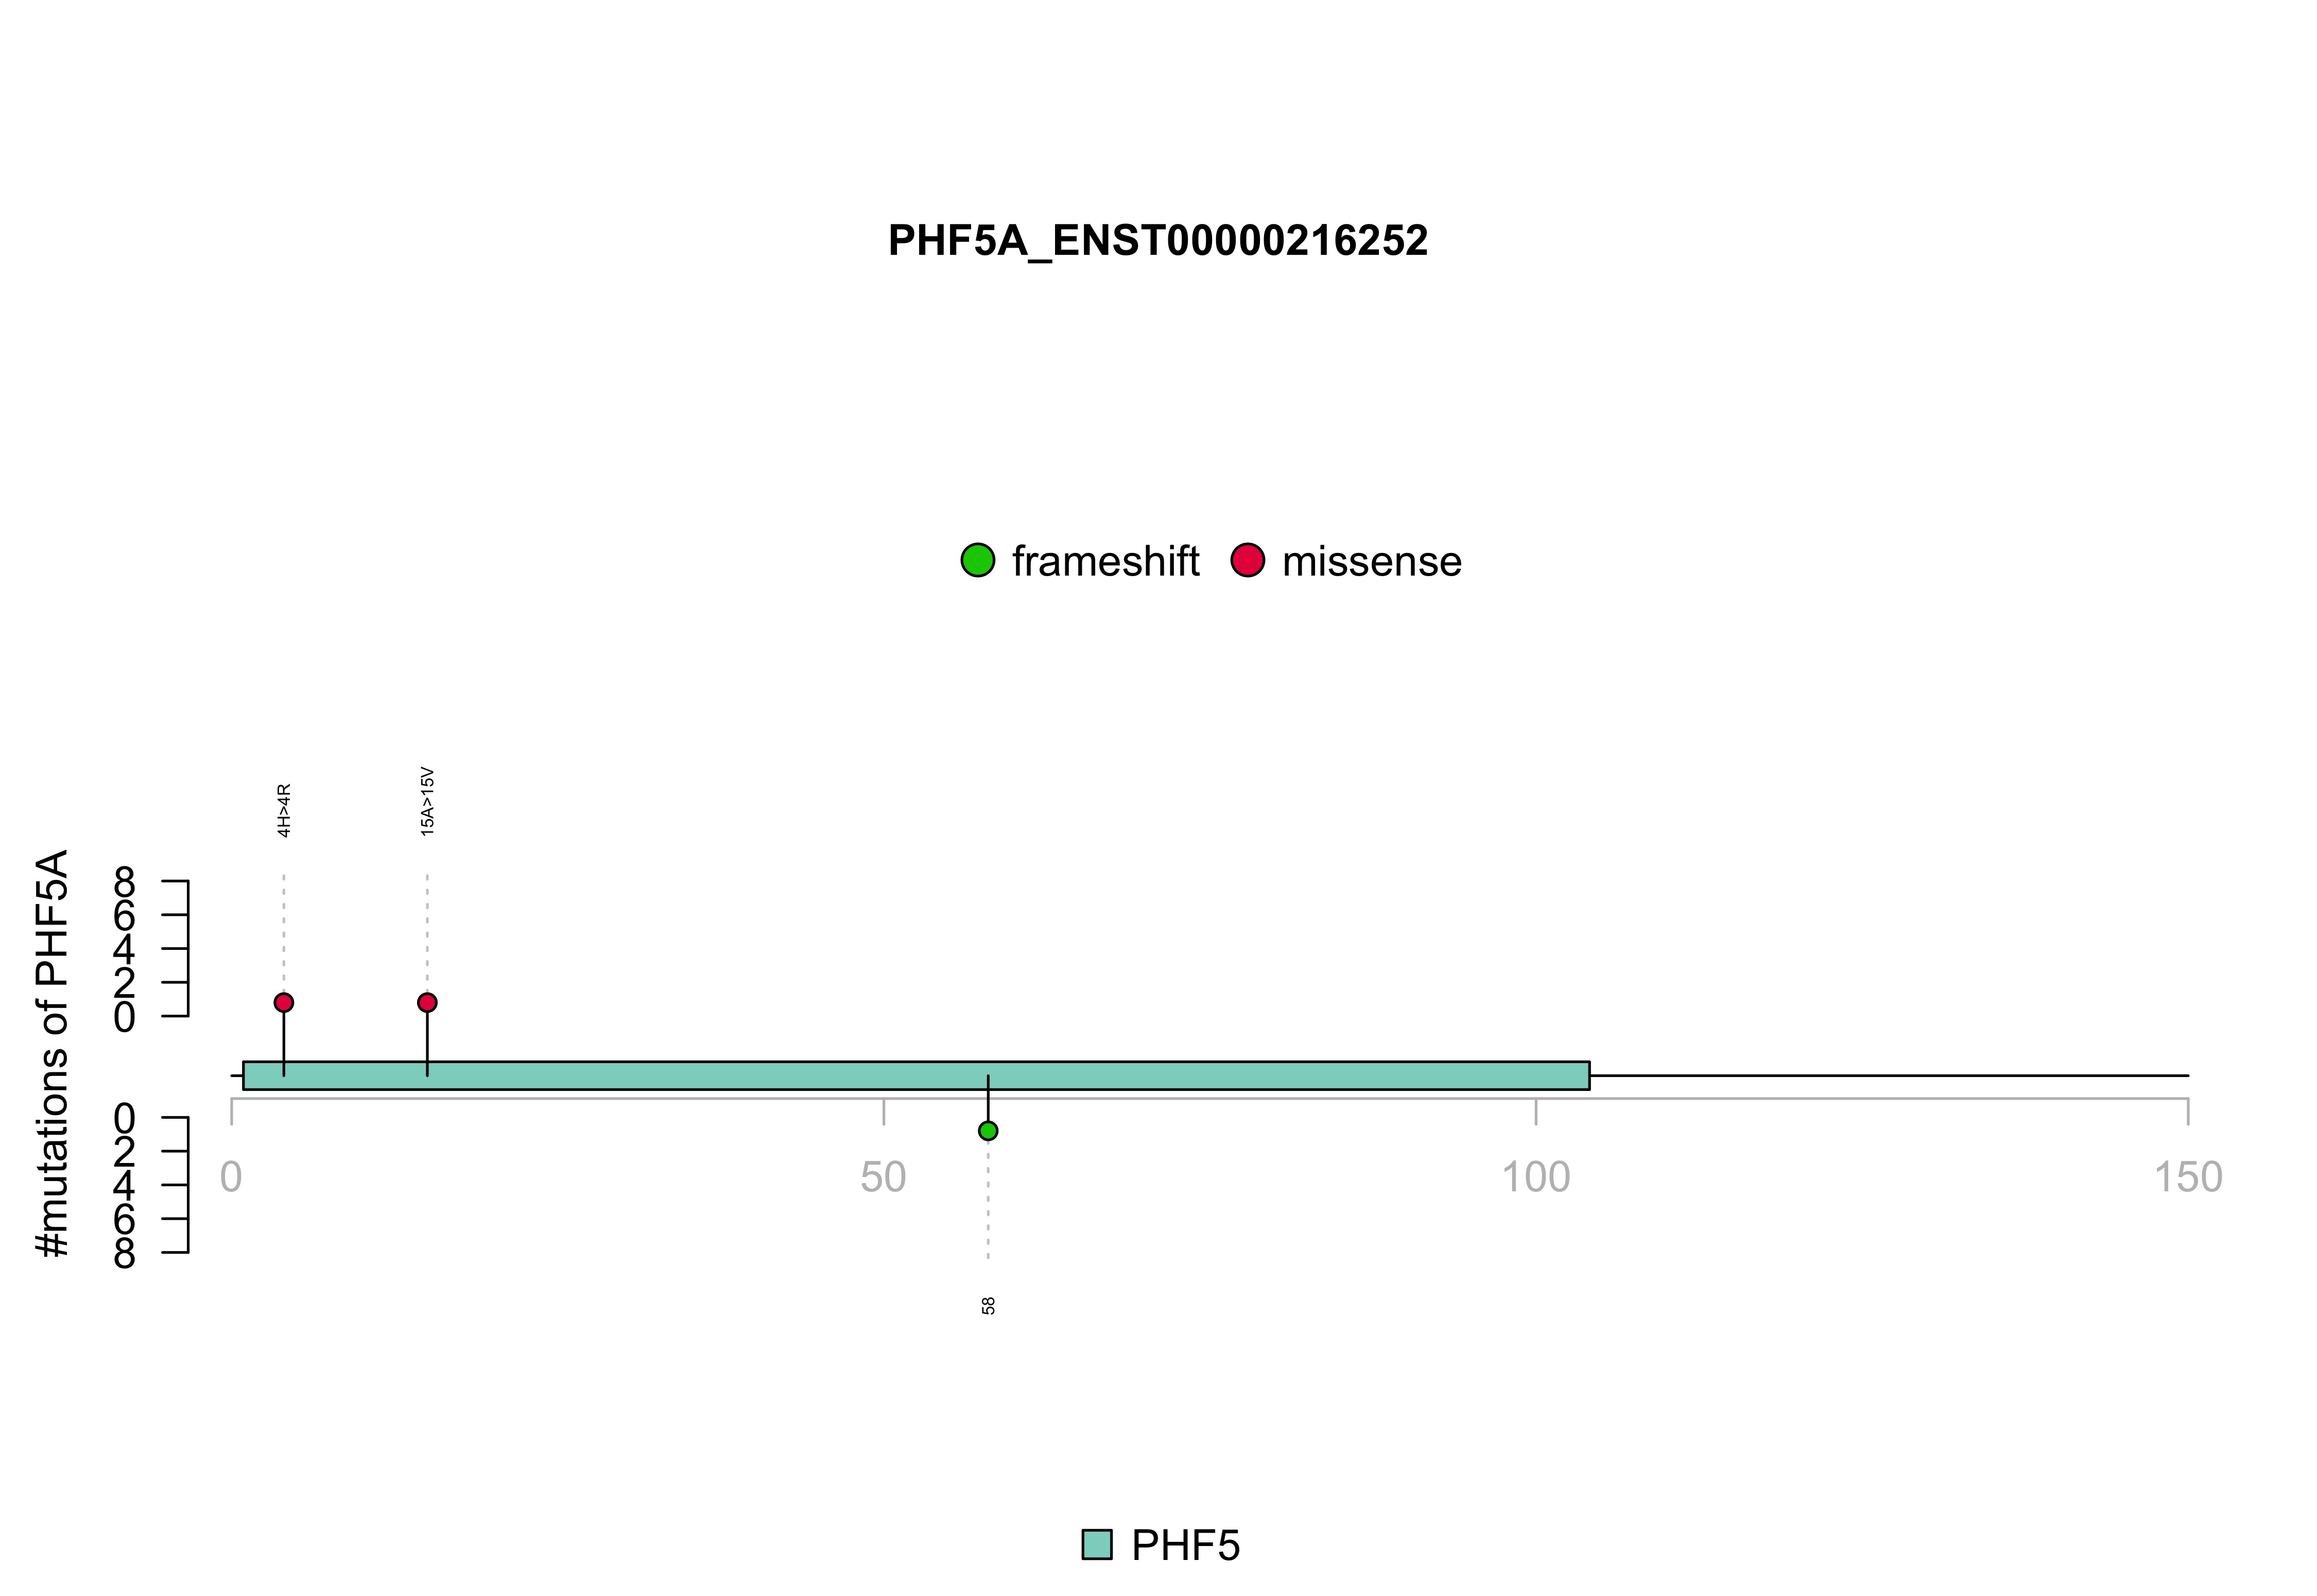 PHF5A_ENST00000216252
frameshift missense
4H>4R
15A>15V
#mutations of PHF5A
8
6
4
2
0
0
2
4
6
8
0 50 100 150
58
PHF5